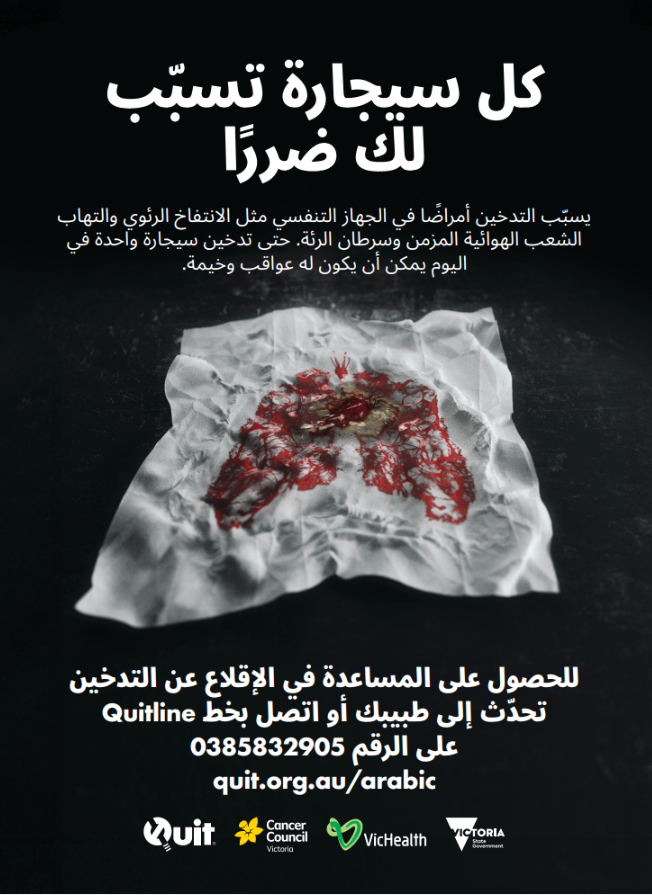 كل سيجارة تسبّب
لك ضررًا
يسبّب التدخين أمراضًا في الجهاز التنفسي مثل الانتفاخ الرئوي والتهاب
الشعب الهوائية المزمن وسرطان الرئة. حتى تدخين سيجارة واحدة في
اليوم يمكن أن يكون له عواقب وخيمة.
للحصول على المساعدة في الإقلاع عن التدخين
تحدّث إلى طبيبك أو اتصل بخط Quitline
على الرقم 0385832905
quit.org.au/arabic
Quit
Cancer
Council
Victoria
VicHealth
VICTORIA
State
Government